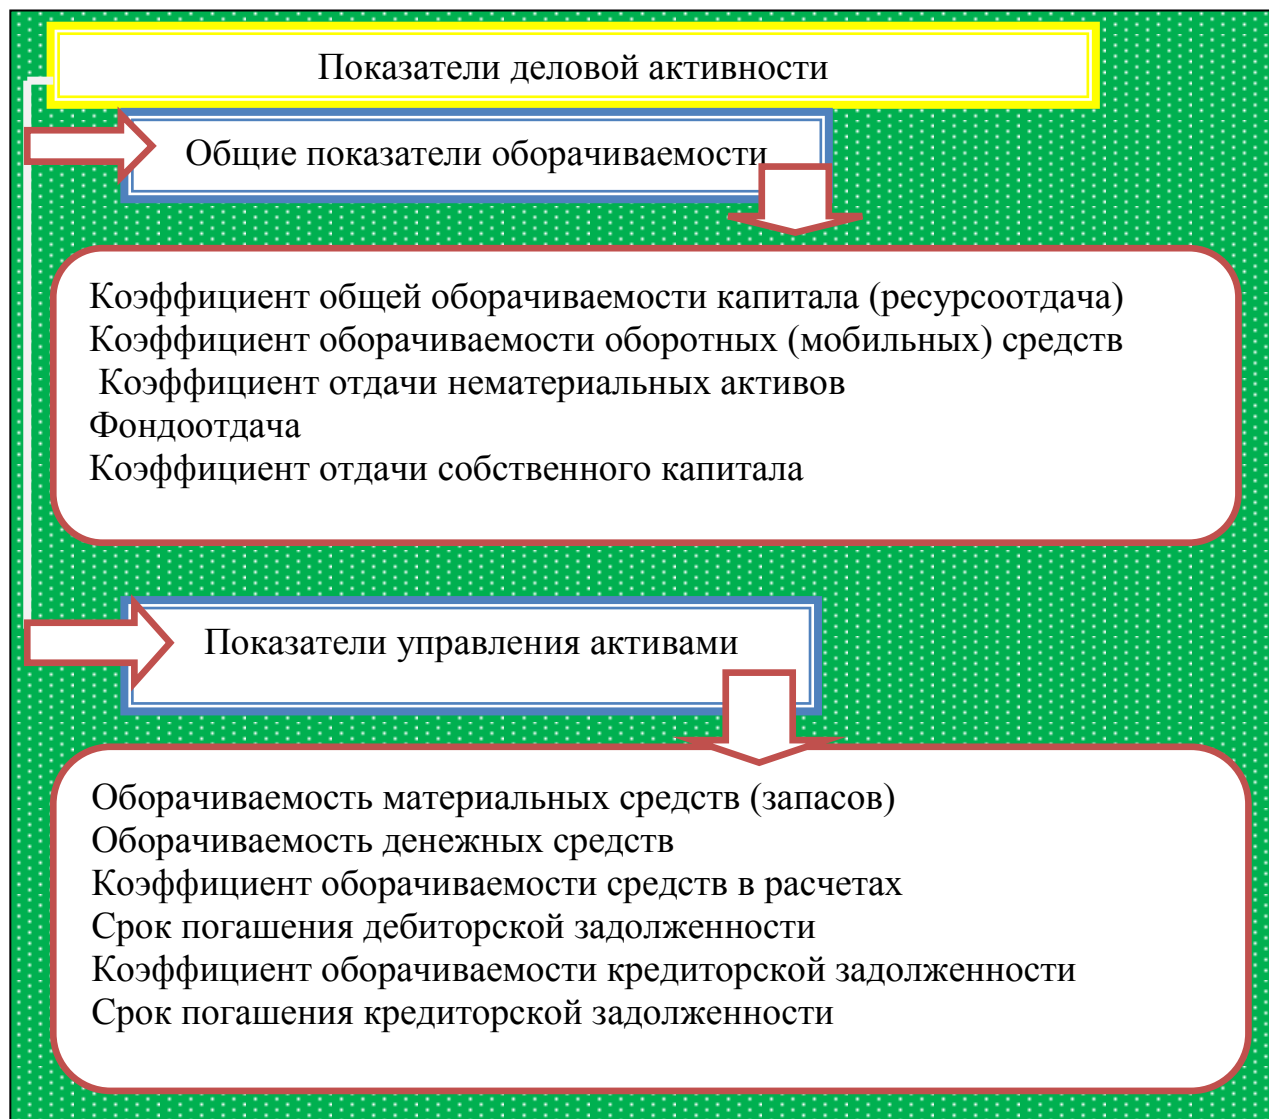 Показатели деловой активности
Общие показатели оборачиваемости
Коэффициент общей оборачиваемости капитала (ресурсоотдача)
Коэффициент оборачиваемости оборотных (мобильных) средств
Коэффициент отдачи нематериальных активов
Фондоотдача
Коэффициент отдачи собственного капитала
Показатели управления активами
Оборачиваемость материальных средств (запасов)
Оборачиваемость денежных средств
Коэффициент оборачиваемости средств в расчетах
Срок погашения дебиторской задолженности
Коэффициент оборачиваемости кредиторской задолженности
Срок погашения кредиторской задолженности